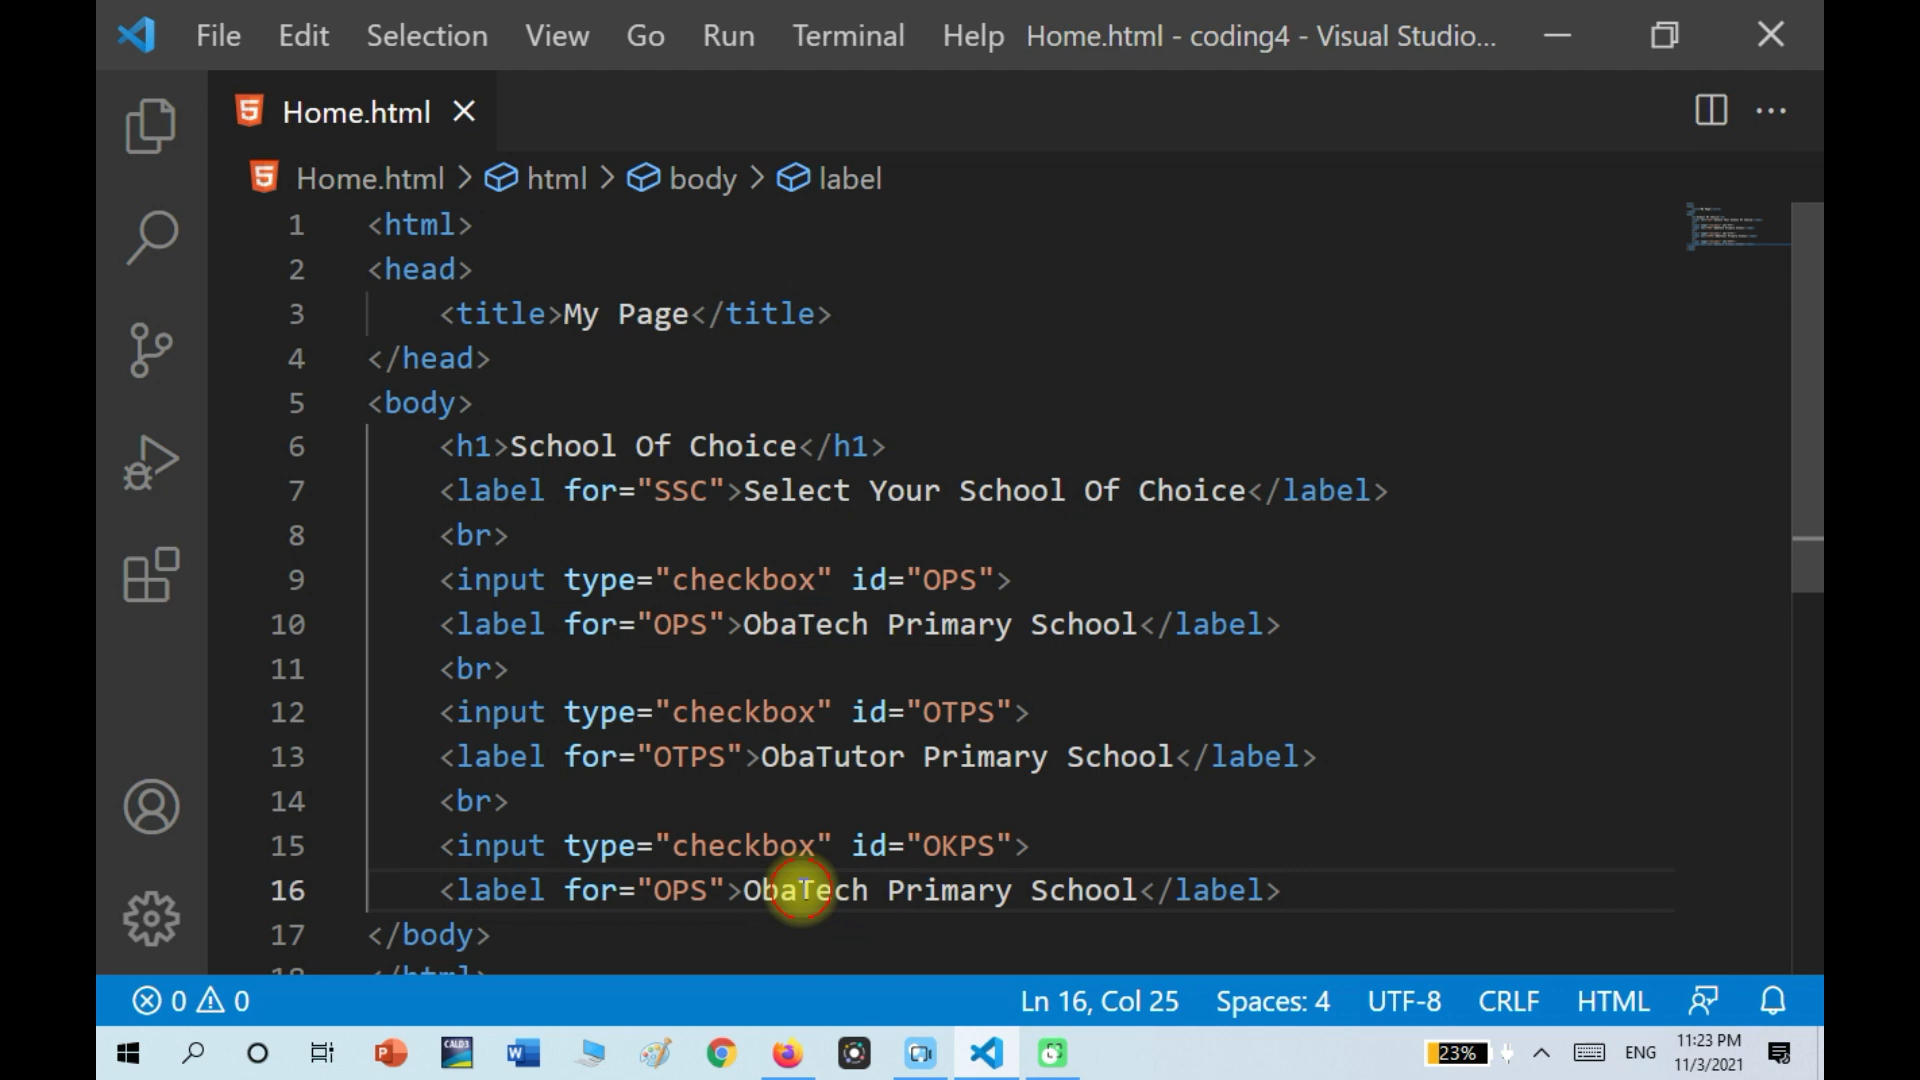 File Edit Selection View Go Run Terminal Help Home.html - coding4 - Visual Studio...
Home.html
Home.html > html > body > label
1 <html>
2 <head>
3 <title>My Page</title>
4 </head>
5 <body>
6 <h1>School Of Choice</h1>
7 <label for="SSC">Select Your School Of Choice</label>
8 <br>
9 <input type="checkbox" id="OPS">
10 <label for="OPS">ObaTech Primary School</label>
11 <br>
12 <input type="checkbox" id="OTPS">
13 <label for="OTPS">ObaTutor Primary School</label>
14 <br>
15 <input type="checkbox" id="OKPS">
16 <label for="OPS">ObaTech Primary School</label>
17 </body>
18 </html>
0 0 Ln 16, Col 25 Spaces: 4 UTF-8 CRLF HTML
CALD3 23% ENG 11:23 PM
11/3/2021